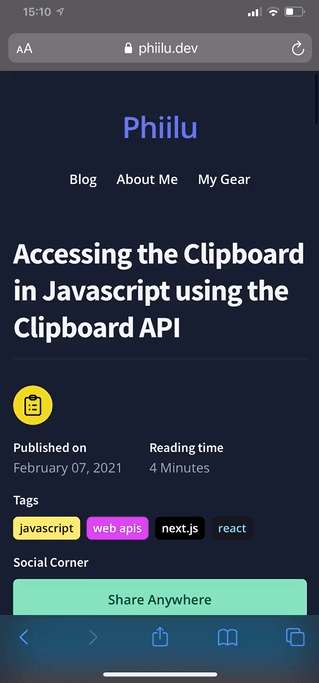 15:10
AA phiilu.dev
Phiilu
Blog About Me My Gear
Accessing the Clipboard
in Javascript using the
Clipboard API
Published on Reading time
February 07, 2021 4 Minutes
Tags
javascript web apis next.js react
Social Corner
Share Anywhere